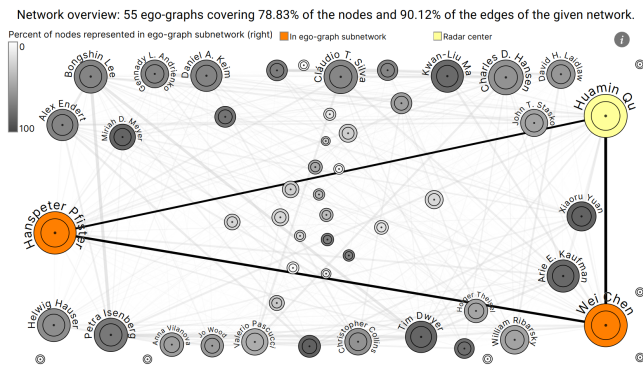 Network overview: 55 ego-graphs covering 78.83% of the nodes and 90.12% of the edges of the given network.
Percent of nodes represented in ego-graph subnetwork (right)
In ego-graph subnetwork
Radar center
i
0
100
Bongshin Lee
Gennady L. Andrienko
Daniel A. Keim
Cláudio T. Silva
Kwan-Liu Ma
Charles D. Hansen
David H. Laidlaw
Huamin Qu
Alex Endert
Miriah D. Meyer
John T. Stasko
Xiaoru Yuan
Hanspeter Pfister
Arie E. Kaufman
Wei Chen
Helwig Hauser
Petra Isenberg
Anna Vilanova
Jo Wood
Valerio Pascucci
Christopher Collins
Tim Dwyer
Holger Theisel
William Ribarsky